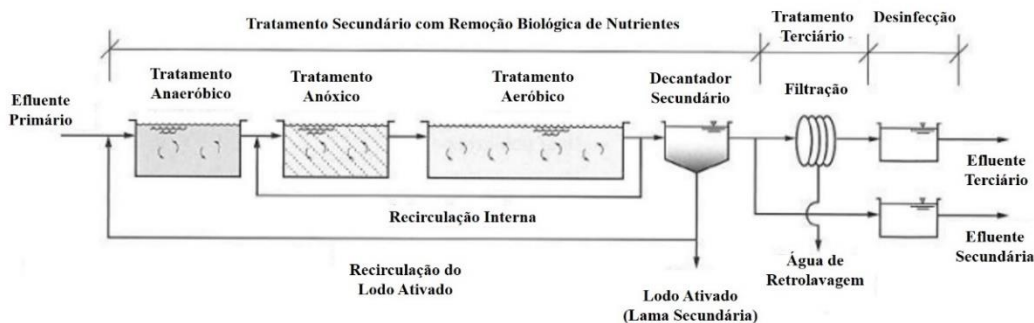 Tratamento Secundário com Remoção Biológica de Nutrientes
Tratamento
Terciário
Desinfecção
Efluente
Primário
Tratamento
Anaeróbico
Tratamento
Anóxico
Tratamento
Aeróbico
Decantador
Secundário
Filtração
Efluente
Terciário
Recirculação Interna
Efluente
Secundária
Recirculação do
Lodo Ativado
Água de
Retrolavagem
Lodo Ativado
(Lama Secundária)